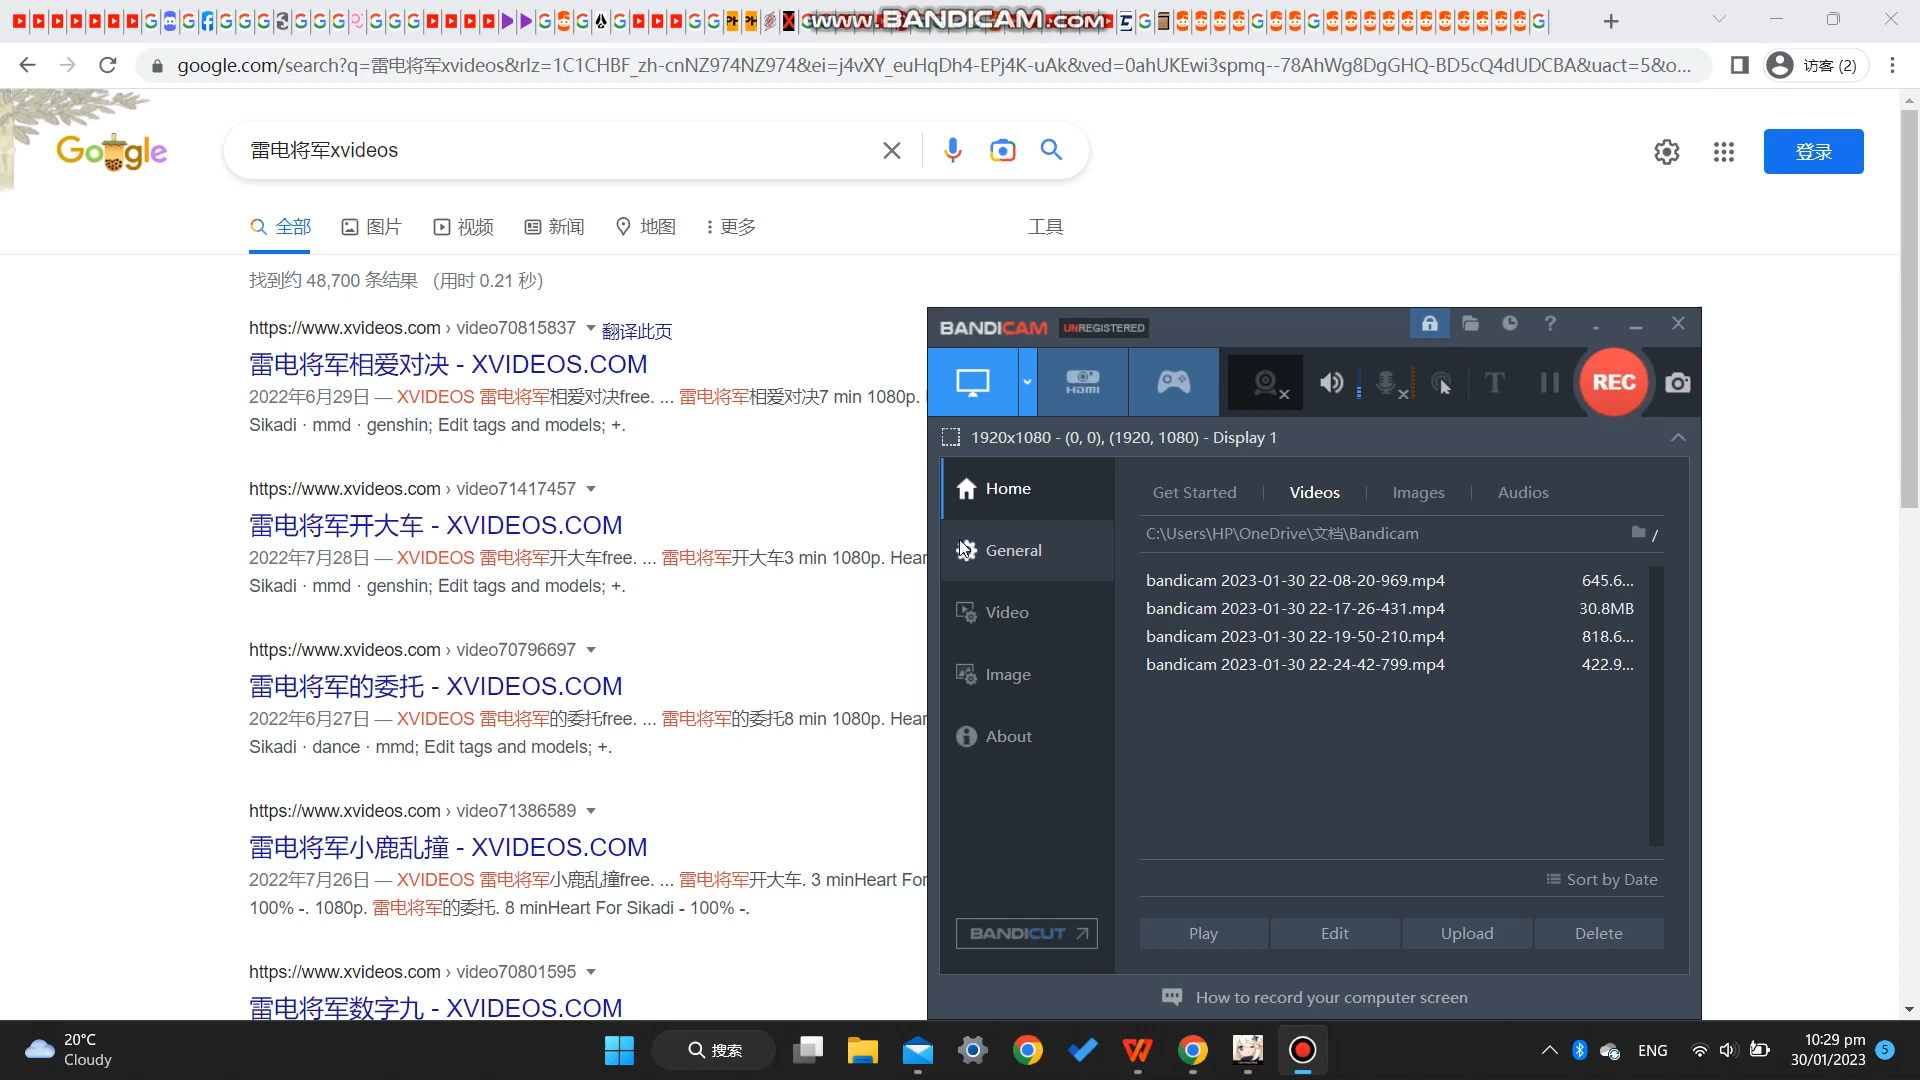 www.BANDICAM.com
google.com/search?q=雷电将军xvideos&rlz=1C1CHBF_zh-cnNZ974NZ974&ei=j4vXY_euHqDh4-EPj4K-uAk&ved=0ahUKEwi3spmq--78AhWg8DgGHQ-BD5cQ4dUDCBA&uact=5&o...
访客 (2)
Google
雷电将军xvideos
登录
全部
图片
视频
新闻
地图
更多
工具
找到约 48,700 条结果 （用时 0.21 秒）
https://www.xvideos.com › video70815837
翻译此页
雷电将军相爱对决 - XVIDEOS.COM
2022年6月29日 — XVIDEOS 雷电将军相爱对决free. ... 雷电将军相爱对决7 min 1080p.
Sikadi · mmd · genshin; Edit tags and models; +.
https://www.xvideos.com › video71417457
雷电将军开大车 - XVIDEOS.COM
2022年7月28日 — XVIDEOS 雷电将军开大车free. ... 雷电将军开大车3 min 1080p. Hear
Sikadi · mmd · genshin; Edit tags and models; +.
https://www.xvideos.com › video70796697
雷电将军的委托 - XVIDEOS.COM
2022年6月27日 — XVIDEOS 雷电将军的委托free. ... 雷电将军的委托8 min 1080p. Hear
Sikadi · dance · mmd; Edit tags and models; +.
https://www.xvideos.com › video71386589
雷电将军小鹿乱撞 - XVIDEOS.COM
2022年7月26日 — XVIDEOS 雷电将军小鹿乱撞free. ... 雷电将军开大车. 3 minHeart For
100% -. 1080p. 雷电将军的委托. 8 minHeart For Sikadi - 100% -.
https://www.xvideos.com › video70801595
雷电将军数字九 - XVIDEOS.COM
BANDICAM UNREGISTERED
HDMI
REC
1920x1080 - (0, 0), (1920, 1080) - Display 1
Home
General
Video
Image
About
BANDICUT
Get Started
Videos
Images
Audios
C:\Users\HP\OneDrive\文档\Bandicam
bandicam 2023-01-30 22-08-20-969.mp4 645.6...
bandicam 2023-01-30 22-17-26-431.mp4 30.8MB
bandicam 2023-01-30 22-19-50-210.mp4 818.6...
bandicam 2023-01-30 22-24-42-799.mp4 422.9...
Sort by Date
Play
Edit
Upload
Delete
How to record your computer screen
20°C
Cloudy
搜索
ENG
10:29 pm
30/01/2023
5